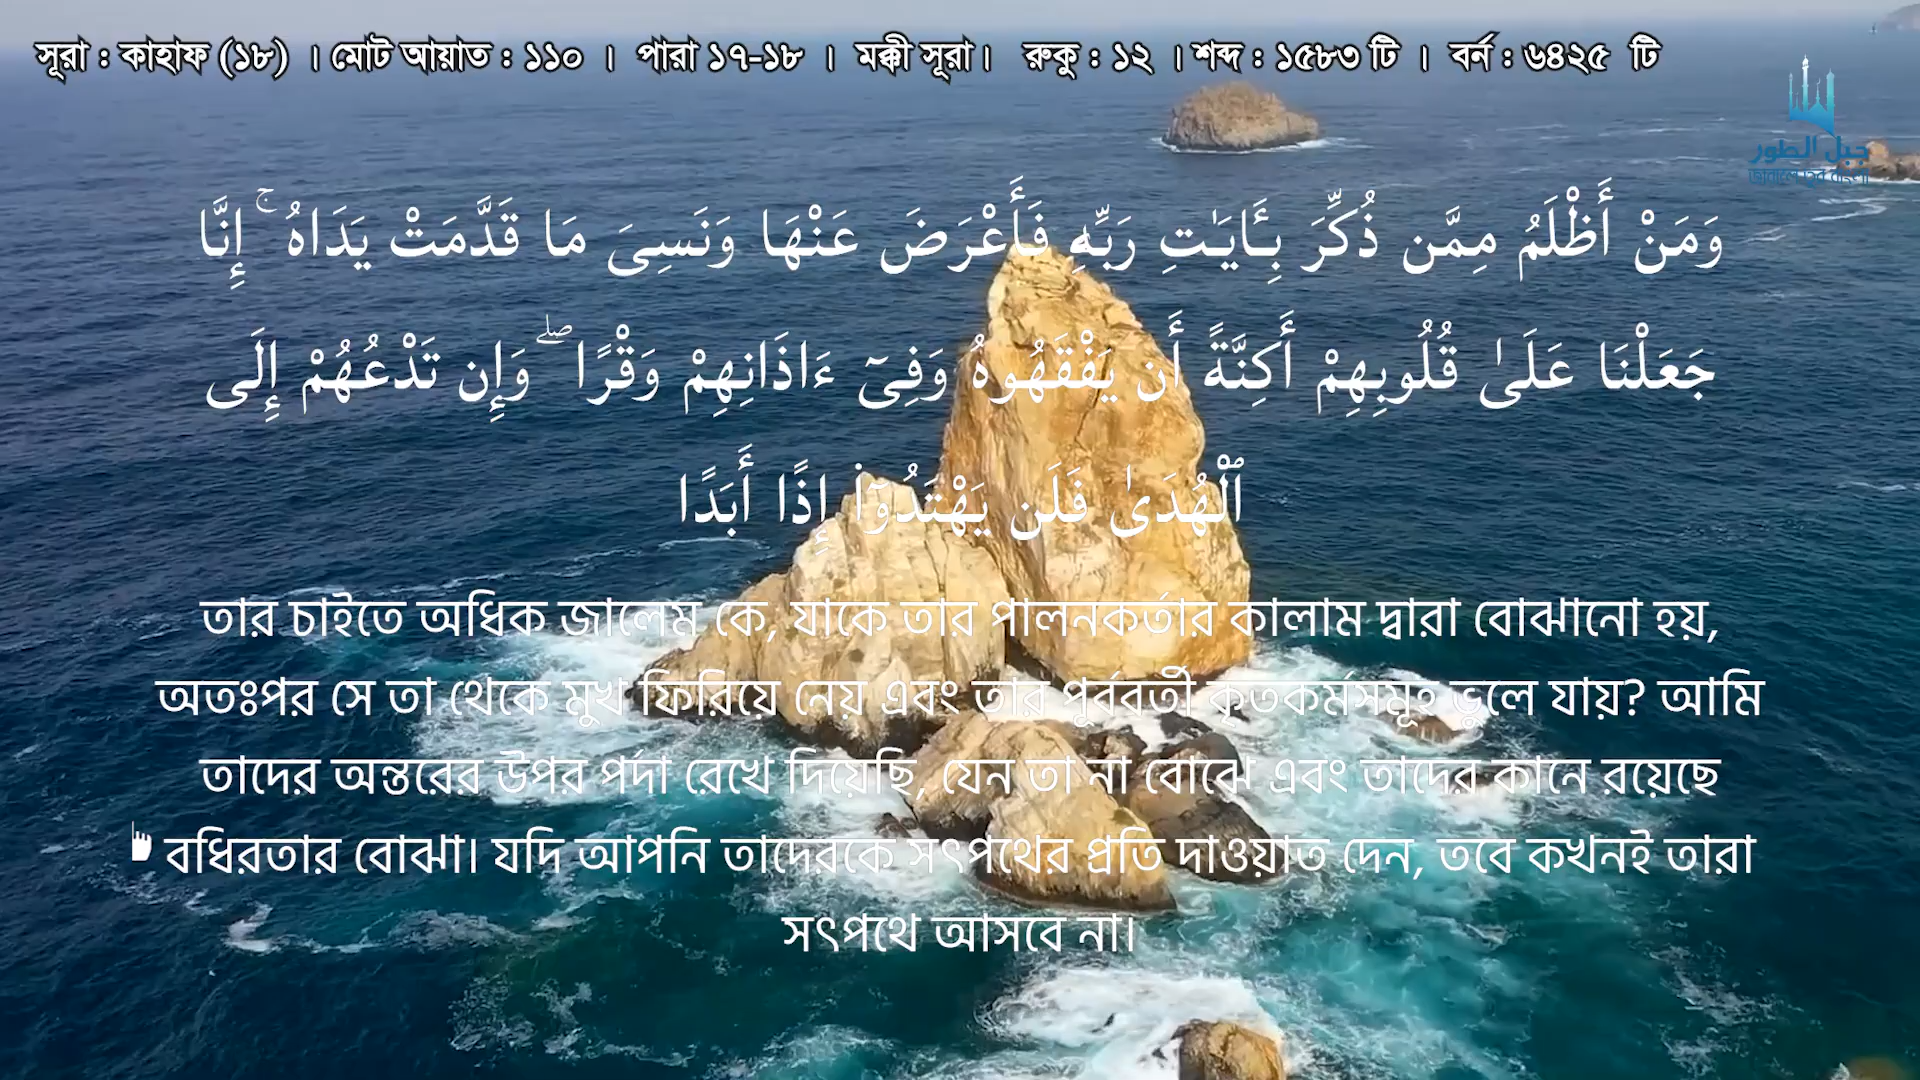 সূরা : কাহাফ (১৮) । মোট আয়াত : ১১০ । পারা ১৭-১৮ । মক্কী সূরা। রুকু : ১২ । শব্দ : ১৫৮৩ টি । বর্ন : ৬৪২৫ টি
جبل الطور
وَمَنْ أَظْلَمُ مِمَّن ذُكِّرَ بِـَٔايَـٰتِ رَبِّهِۦ فَأَعْرَضَ عَنْهَا وَنَسِىَ مَا قَدَّمَتْ يَدَاهُ ۚ إِنَّا
جَعَلْنَا عَلَىٰ قُلُوبِهِمْ أَكِنَّةً أَن يَفْقَهُوهُ وَفِىٓ ءَاذَانِهِمْ وَقْرًا ۖ وَإِن تَدْعُهُمْ إِلَى
ٱلْهُدَىٰ فَلَن يَهْتَدُوٓا۟ إِذًا أَبَدًا
তার চাইতে অধিক জালেম কে, যাকে তার পালনকর্তার কালাম দ্বারা বোঝানো হয়,
অতঃপর সে তা থেকে মুখ ফিরিয়ে নেয় এবং তার পূর্ববর্তী কৃতকর্মসমূহ ভুলে যায়? আমি
তাদের অন্তরের উপর পর্দা রেখে দিয়েছি, যেন তা না বোঝে এবং তাদের কানে রয়েছে
বধিরতার বোঝা। যদি আপনি তাদেরকে সৎপথের প্রতি দাওয়াত দেন, তবে কখনই তারা
সৎপথে আসবে না।